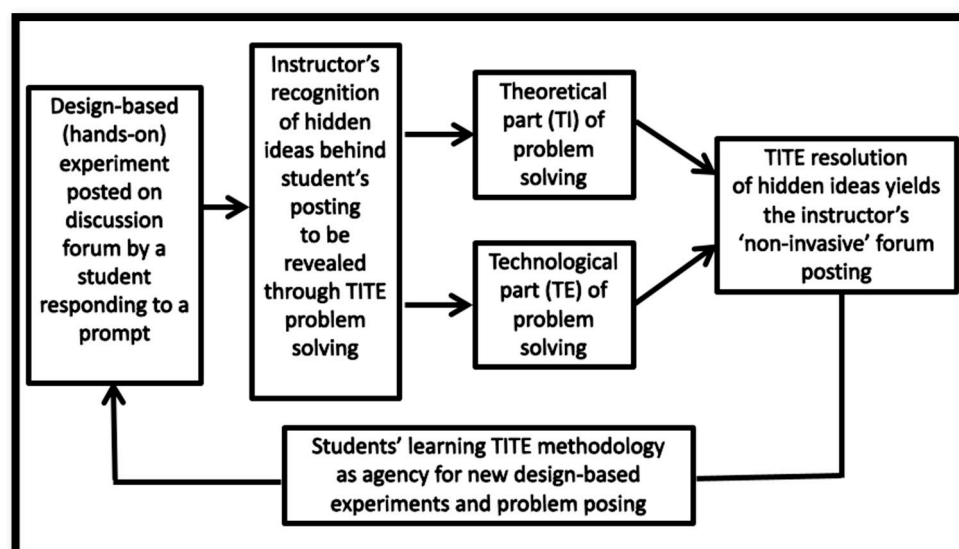 Design-based
(hands-on)
experiment
posted on
discussion
forum by a
student
responding to a
prompt
Instructor's
recognition
of hidden
ideas behind
student's
posting
to be
revealed
through TITE
problem
solving
Theoretical
part (TI) of
problem
solving
Technological
part (TE) of
problem
solving
TITE resolution
of hidden ideas yields
the instructor's
‘non-invasive’ forum
posting
Students’ learning TITE methodology
as agency for new design-based
experiments and problem posing